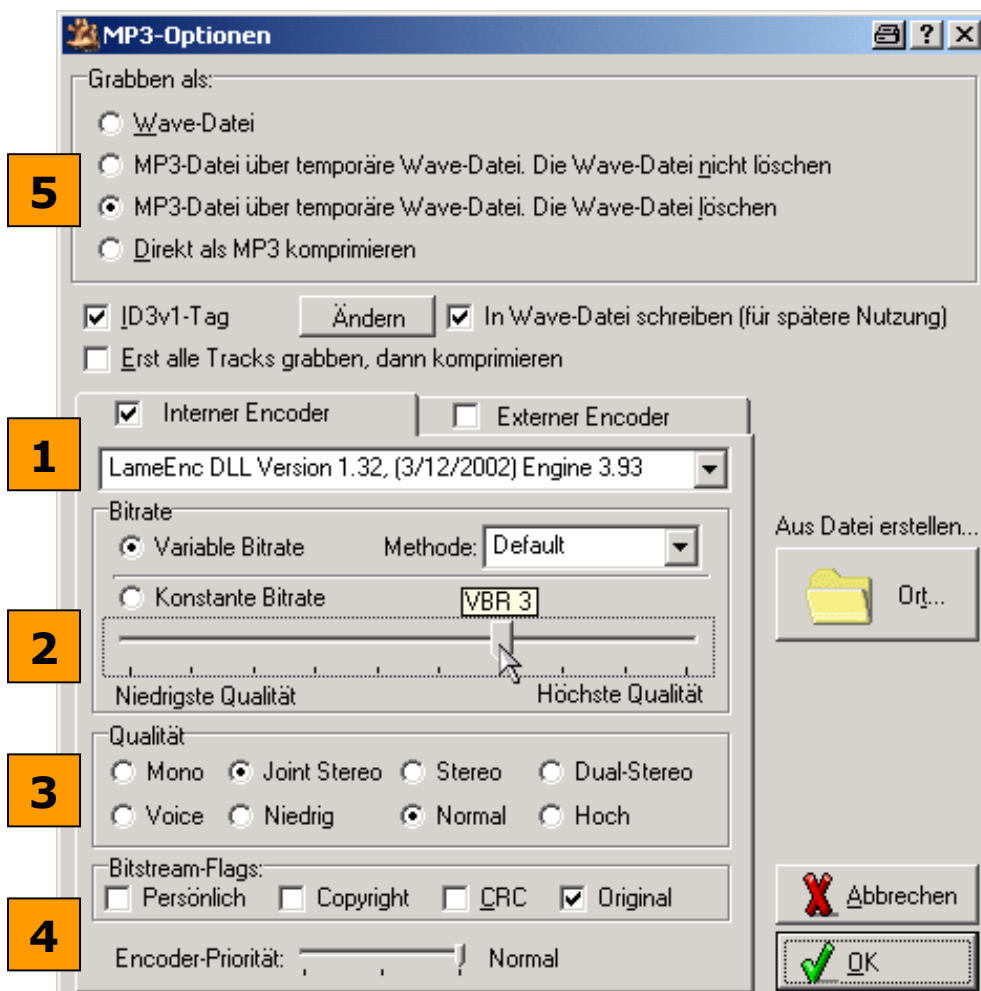 MP3-Optionen
Grabben als:
Wave-Datei
5
MP3-Datei über temporäre Wave-Datei. Die Wave-Datei nicht löschen
MP3-Datei über temporäre Wave-Datei. Die Wave-Datei löschen
Direkt als MP3 komprimieren
ID3v1-Tag Ändern In Wave-Datei schreiben (für spätere Nutzung)
Erst alle Tracks grabben, dann komprimieren
Interner Encoder Externer Encoder
1
LameEnc DLL Version 1.32, (3/12/2002) Engine 3.93
Bitrate
Variable Bitrate Methode: Default
Aus Datei erstellen...
Ort...
Konstante Bitrate VBR 3
2
Niedrigste Qualität Höchste Qualität
Qualität
3
Mono Joint Stereo Stereo Dual-Stereo
Voice Niedrig Normal Hoch
Bitstream-Flags:
Persönlich Copyright CRC Original
Abbrechen
4
Encoder-Priorität: Normal
OK